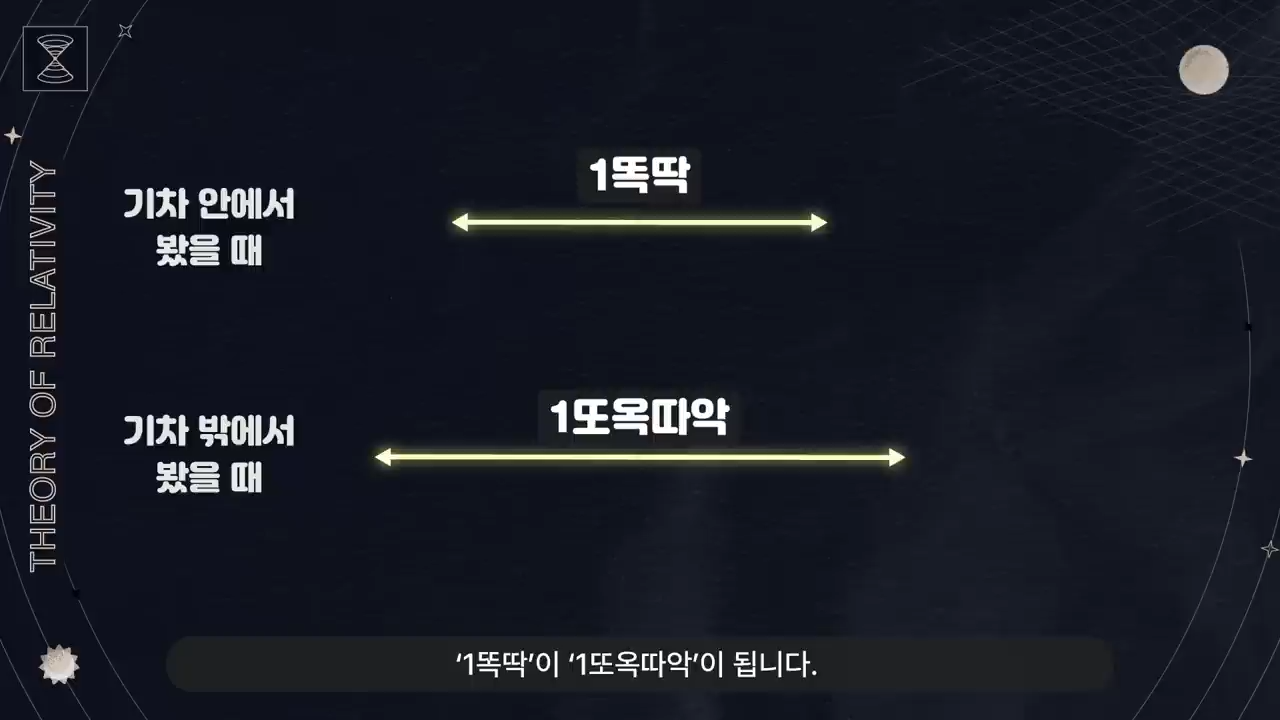 THEORY OF RELATIVITY
1똑딱
기차 안에서
봤을 때
1또옥따악
기차 밖에서
봤을 때
‘1똑딱’이 ‘1또옥따악’이 됩니다.